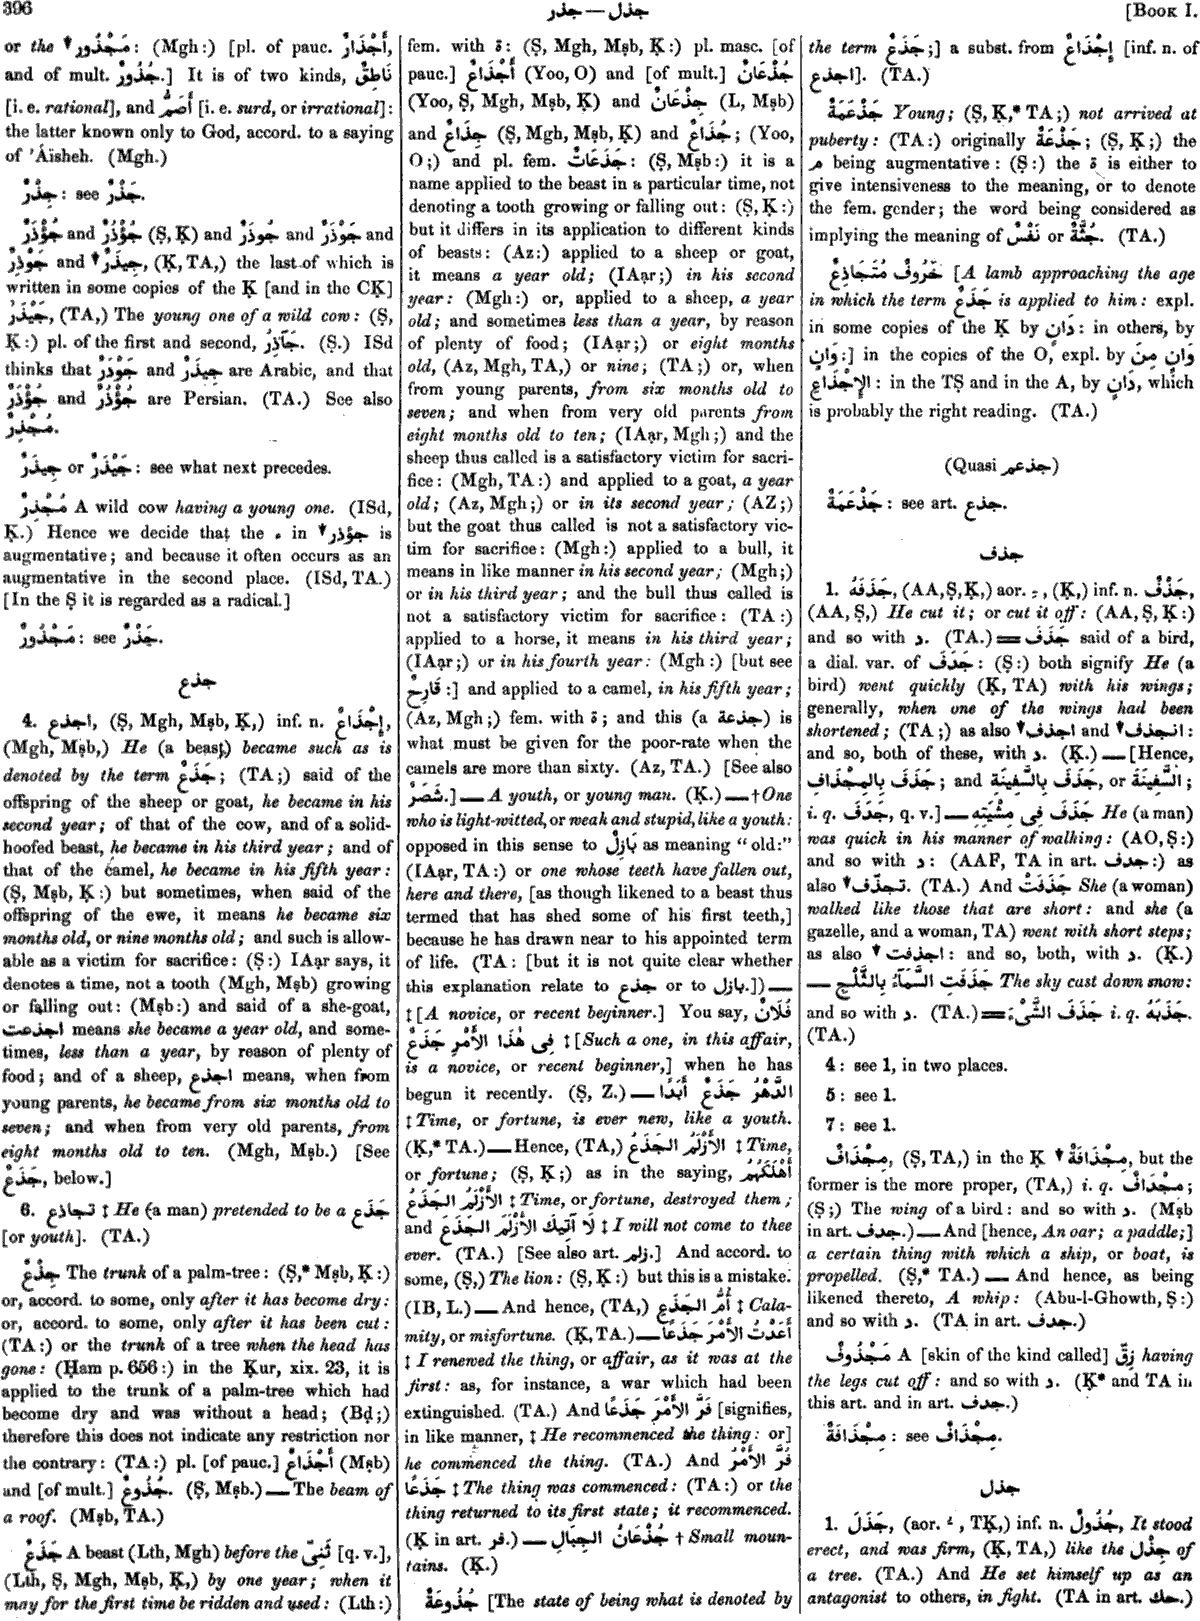 396
جذر — جذل
[BOOK I.
or the ↓ مَجْذُور: (Mgh:) [pl. of pauc. أَجْذَارٌ,
and of mult. جُذُورٌ.] It is of two kinds, نَاطِقٌ
[i. e. rational], and أَصَمُّ [i. e. surd, or irrational]:
the latter known only to God, accord. to a saying
of ’Áïsheh. (Mgh.)
جِذْرٌ: see جَذْرٌ.
جُؤْذُرٌ and جُؤْذَرٌ (Ṣ, Ḳ) and جُوذَرٌ and جَوْذَرٌ and
جَوْذِرٌ and ↓ جِيذَرٌ, (Ḳ, TA,) the last of which is
written in some copies of the Ḳ [and in the CḲ]
جَيْذَرٌ, (TA,) The young one of a wild cow: (Ṣ,
Ḳ:) pl. of the first and second, جَآذِرُ. (Ṣ.) ISd
thinks that جَوْذَرٌ and جِيذَرٌ are Arabic, and that
جُؤْذُرٌ and جُؤْذَرٌ are Persian. (TA.) See also
مُجْذِرٌ.
جِيذَرٌ or جَيْذَرٌ: see what next precedes.
مُجْذِرٌ A wild cow having a young one. (ISd,
Ḳ.) Hence we decide that the ء in ↓ جؤذر is
augmentative; and because it often occurs as an
augmentative in the second place. (ISd, TA.)
[In the Ṣ it is regarded as a radical.]
مَجْذُورٌ: see جَذْرٌ.
جذع
4. اجذع, (Ṣ, Mgh, Mṣb, Ḳ,) inf. n. إِجْذَاعٌ,
(Mgh, Mṣb,) He (a beast,) became such as is
denoted by the term جَذَعٌ; (TA;) said of the
offspring of the sheep or goat, he became in his
second year; of that of the cow, and of a solid-
hoofed beast, he became in his third year; and of
that of the camel, he became in his fifth year:
(Ṣ, Mṣb, Ḳ:) but sometimes, when said of the
offspring of the ewe, it means he became six
months old, or nine months old; and such is allow-
able as a victim for sacrifice: (Ṣ:) IAạr says, it
denotes a time, not a tooth (Mgh, Mṣb) growing
or falling out: (Mṣb:) and said of a she-goat,
اجذعت means she became a year old, and some-
times, less than a year, by reason of plenty of
food; and of a sheep, اجذع means, when from
young parents, he became from six months old to
seven; and when from very old parents, from
eight months old to ten. (Mgh, Mṣb.) [See
جَذَعٌ, below.]
6. تجاذع ‡ He (a man) pretended to be a جَذَع
[or youth]. (TA.)
جِذْعٌ The trunk of a palm-tree: (Ṣ,* Mṣb, Ḳ:)
or, accord. to some, only after it has become dry:
or, accord. to some, only after it has been cut:
(TA:) or the trunk of a tree when the head has
gone: (Ḥam p. 656:) in the Ḳur, xix. 23, it is
applied to the trunk of a palm-tree which had
become dry and was without a head; (Bḍ;)
therefore this does not indicate any restriction nor
the contrary: (TA:) pl. [of pauc.] أَجْذَاعٌ (Mṣb)
and [of mult.] جُذُوعٌ. (Ṣ, Mṣb.) — The beam of
a roof. (Mṣb, TA.)
جَذَعٌ A beast (Lth, Mgh) before the ثَنِىّ [q. v.],
(Lth, Ṣ, Mgh, Mṣb, Ḳ,) by one year; when it
may for the first time be ridden and used: (Lth:)
fem. with ة: (Ṣ, Mgh, Mṣb, Ḳ:) pl. masc. [of
pauc.] أَجْذَاعٌ (Yoo, O) and [of mult.] جُذْعَانٌ
(Yoo, Ṣ, Mgh, Mṣb, Ḳ) and جِذْعَانٌ (L, Mṣb)
and جِذَاعٌ (Ṣ, Mgh, Mṣb, Ḳ) and جُذَاعٌ; (Yoo,
O;) and pl. fem. جَذَعَاتٌ: (Ṣ, Mṣb:) it is a
name applied to the beast in a particular time, not
denoting a tooth growing or falling out: (Ṣ, Ḳ:)
but it differs in its application to different kinds
of beasts: (Az:) applied to a sheep or goat,
it means a year old; (IAạr;) in his second
year: (Mgh:) or, applied to a sheep, a year
old; and sometimes less than a year, by reason
of plenty of food; (IAạr;) or eight months
old, (Az, Mgh, TA,) or nine; (TA;) or, when
from young parents, from six months old to
seven; and when from very old parents from
eight months old to ten; (IAạr, Mgh;) and the
sheep thus called is a satisfactory victim for sacri-
fice: (Mgh, TA:) and applied to a goat, a year
old; (Az, Mgh;) or in its second year; (AZ;)
but the goat thus called is not a satisfactory vic-
tim for sacrifice: (Mgh:) applied to a bull, it
means in like manner in his second year; (Mgh;)
or in his third year; and the bull thus called is
not a satisfactory victim for sacrifice: (TA:)
applied to a horse, it means in his third year;
(IAạr;) or in his fourth year: (Mgh:) [but see
قَارِحٌ:] and applied to a camel, in his fifth year;
(Az, Mgh;) fem. with ة; and this (a جذعة) is
what must be given for the poor-rate when the
camels are more than sixty. (Az, TA.) [See also
شَصَرٌ.] — A youth, or young man. (Ḳ.) — † One
who is light-witted, or weak and stupid, like a youth:
opposed in this sense to بَازِلٌ as meaning “old:”
(IAạr, TA:) or one whose teeth have fallen out,
here and there, [as though likened to a beast thus
termed that has shed some of his first teeth,]
because he has drawn near to his appointed term
of life. (TA: [but it is not quite clear whether
this explanation relate to جذع or to بازل.]) —
‡ [A novice, or recent beginner.] You say, فُلَانٌ
فِى هٰذَا الأَمْرِ جَذَعٌ ‡ [Such a one, in this affair,
is a novice, or recent beginner,] when he has
begun it recently. (Ṣ, Z.) — الدَّهْرُ جَذَعٌ أَبَدًا
‡ Time, or fortune, is ever new, like a youth.
(Ḳ,* TA.) — Hence, (TA,) الأَزْلَمُ الجَذَعُ ‡ Time,
or fortune; (Ṣ, Ḳ;) as in the saying, أَهْلَكَهُمُ
الأَزْلَمُ الجَذَعُ ‡ Time, or fortune, destroyed them;
and لَا آتِيكَ الأَزْلَمَ الجَذَعَ ‡ I will not come to thee
ever. (TA.) [See also art. زلم.] And accord. to
some, (Ṣ,) The lion: (Ṣ, Ḳ:) but this is a mistake.
(IB, L.) — And hence, (TA,) أُمُّ الجَذَعِ ‡ Cala-
mity, or misfortune. (Ḳ, TA.) — أَعَدْتُ الأَمْرَ جَذَعًا
‡ I renewed the thing, or affair, as it was at the
first: as, for instance, a war which had been
extinguished. (TA.) And فَرَّ الأَمْرَ جَذَعًا [signifies,
in like manner, ‡ He recommenced the thing: or]
he commenced the thing. (TA.) And فُرَّ الأَمْرُ
جَذَعًا ‡ The thing was commenced: (TA:) or the
thing returned to its first state; it recommenced.
(Ḳ in art. فر.) — جُذْعَانُ الجِبَالِ † Small moun-
tains. (Ḳ.)
جُذُوعَةٌ [The state of being what is denoted by
the term جَذَعٌ;] a subst. from إِجْذَاعٌ [inf. n. of
اجذع]. (TA.)
جَذْعَمَةٌ Young; (Ṣ, Ḳ,* TA;) not arrived at
puberty: (TA:) originally جَذْعَةٌ; (Ṣ, Ḳ;) the
م being augmentative: (Ṣ:) the ة is either to
give intensiveness to the meaning, or to denote
the fem. gender; the word being considered as
implying the meaning of نَفْسٌ or جُثَّةٌ. (TA.)
خَرُوفٌ مُتَجَاذِعٌ [A lamb approaching the age
in which the term جَذَعٌ is applied to him: expl.
in some copies of the Ḳ by دَانٍ: in others, by
وَانٍ:] in the copies of the O, expl. by وَانٍ مِنَ
الإِجْذَاعِ: in the TṢ and in the A, by دَانٍ, which
is probably the right reading. (TA.)
(Quasi جذعم)
جَذْعَمَةٌ: see art. جذع.
جذف
1. جَذَفَهُ, (AA, Ṣ, Ḳ,) aor. ـِ, (Ḳ,) inf. n. جَذْفٌ,
(AA, Ṣ,) He cut it; or cut it off: (AA, Ṣ, Ḳ:)
and so with د. (TA.) ═ جَذَفَ said of a bird,
a dial. var. of جَدَفَ: (Ṣ:) both signify He (a
bird) went quickly (Ḳ, TA) with his wings;
generally, when one of the wings had been
shortened; (TA;) as also ↓ اجذف and ↓ انجذف:
and so, both of these, with د. (Ḳ.) — [Hence,
جَذَفَ بِالسَّفِينَة; and جَذَفَ بِالمِجْذَافِ, or السَّفِينَةَ;
i. q. جَدَفَ, q. v.] — جَذَفَ فِى مِشْيَتِهِ He (a man)
was quick in his manner of walking: (AO, Ṣ:)
and so with د: (AAF, TA in art. جدف:) as
also ↓ تجذّف. (TA.) And جَذَفَتْ She (a woman)
walked like those that are short: and she (a
gazelle, and a woman, TA) went with short steps;
as also ↓ اجذفت: and so, both, with د. (Ḳ.)
— جَذَفَتِ السَّمَآءُ بِالثَّلْجِ The sky cast down snow:
and so with د. (TA.) ═ جَذَفَ الشَّىْءَ i. q. جَذَبَهُ.
(TA.)
4: see 1, in two places.
5: see 1.
7: see 1.
مِجْذَافٌ, (Ṣ, TA,) in the Ḳ ↓ مِجْذَافَةٌ, but the
former is the more proper, (TA,) i. q. مِجْدَافٌ;
(Ṣ;) The wing of a bird: and so with د. (Mṣb
in art. جدف.) — And [hence, An oar; a paddle;]
a certain thing with which a ship, or boat, is
propelled. (Ṣ,* TA.) — And hence, as being
likened thereto, A whip: (Abu-l-Ghowth, Ṣ:)
and so with د. (TA in art. جدف.)
مَجْذُوفٌ A [skin of the kind called] زِقّ having
the legs cut off: and so with د. (Ḳ* and TA in
this art. and in art. جدف.)
مِجْذَافَةٌ: see مِجْذَافٌ.
جذل
1. جَذَلَ, (aor. ـُ, TḲ,) inf. n. جُذُولٌ, It stood
erect, and was firm, (Ḳ, TA,) like the جِذْل of
a tree. (TA.) And He set himself up as an
antagonist to others, in fight. (TA in art. حك.)